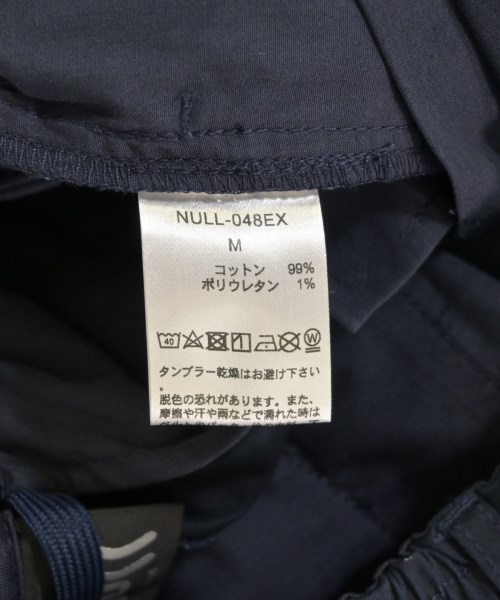 NULL-048EX
M
コットン 99%
ポリウレタン 1%
40
W
タンブラー乾燥はお避け下さい
。
脱色の恐れがあります。また、
摩擦や汗や雨などで濡れた時は